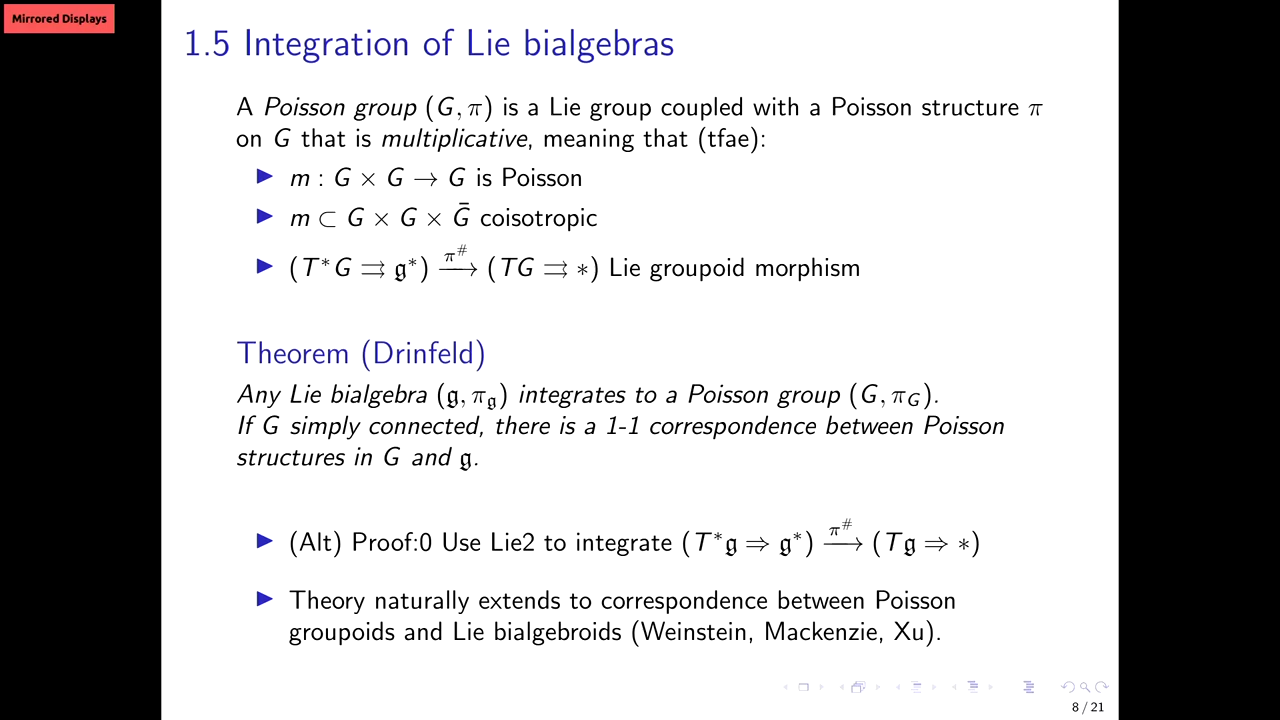 Mirrored Displays
1.5 Integration of Lie bialgebras
A Poisson group (G, π) is a Lie group coupled with a Poisson structure π
on G that is multiplicative, meaning that (tfae):
▶ m : G × G → G is Poisson
▶ m ⊂ G × G × Ḡ coisotropic
▶ (T*G ⇉ 𝔤*) —π#→ (TG ⇉ *) Lie groupoid morphism
Theorem (Drinfeld)
Any Lie bialgebra (𝔤, π_𝔤) integrates to a Poisson group (G, π_G).
If G simply connected, there is a 1-1 correspondence between Poisson
structures in G and 𝔤.
▶ (Alt) Proof:0 Use Lie2 to integrate (T*𝔤 ⇒ 𝔤*) —π#→ (T𝔤 ⇒ *)
▶ Theory naturally extends to correspondence between Poisson
groupoids and Lie bialgebroids (Weinstein, Mackenzie, Xu).
8 / 21